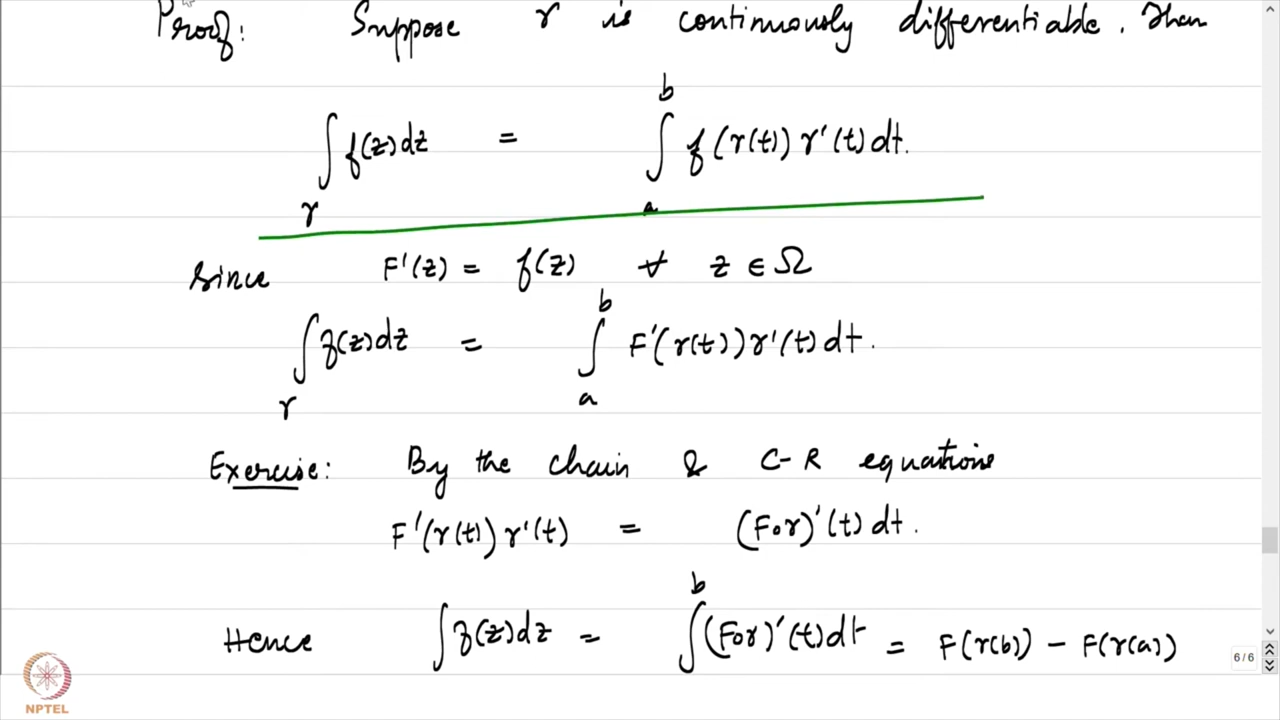 Proof: Suppose γ is continuously differentiable. Then
∫_γ f(z)dz = ∫_a^b f(γ(t))γ'(t)dt.
Since F'(z) = f(z) ∀ z ∈ Ω
∫_γ f(z)dz = ∫_a^b F'(γ(t))γ'(t)dt.
Exercise: By the chain & C-R equations
F'(γ(t))γ'(t) = (F∘γ)'(t)dt.
Hence ∫f(z)dz = ∫^b (F∘γ)'(t)dt = F(γ(b)) - F(γ(a))
6/6
NPTEL